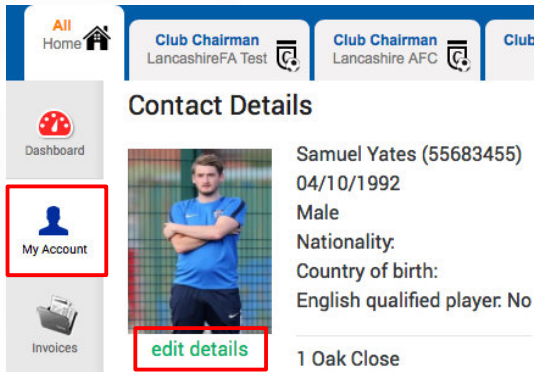 All
Home
Club Chairman
LancashireFA Test
Club Chairman
Lancashire AFC
Club
Dashboard
My Account
Invoices
Contact Details
edit details
Samuel Yates (55683455)
04/10/1992
Male
Nationality:
Country of birth:
English qualified player: No
1 Oak Close